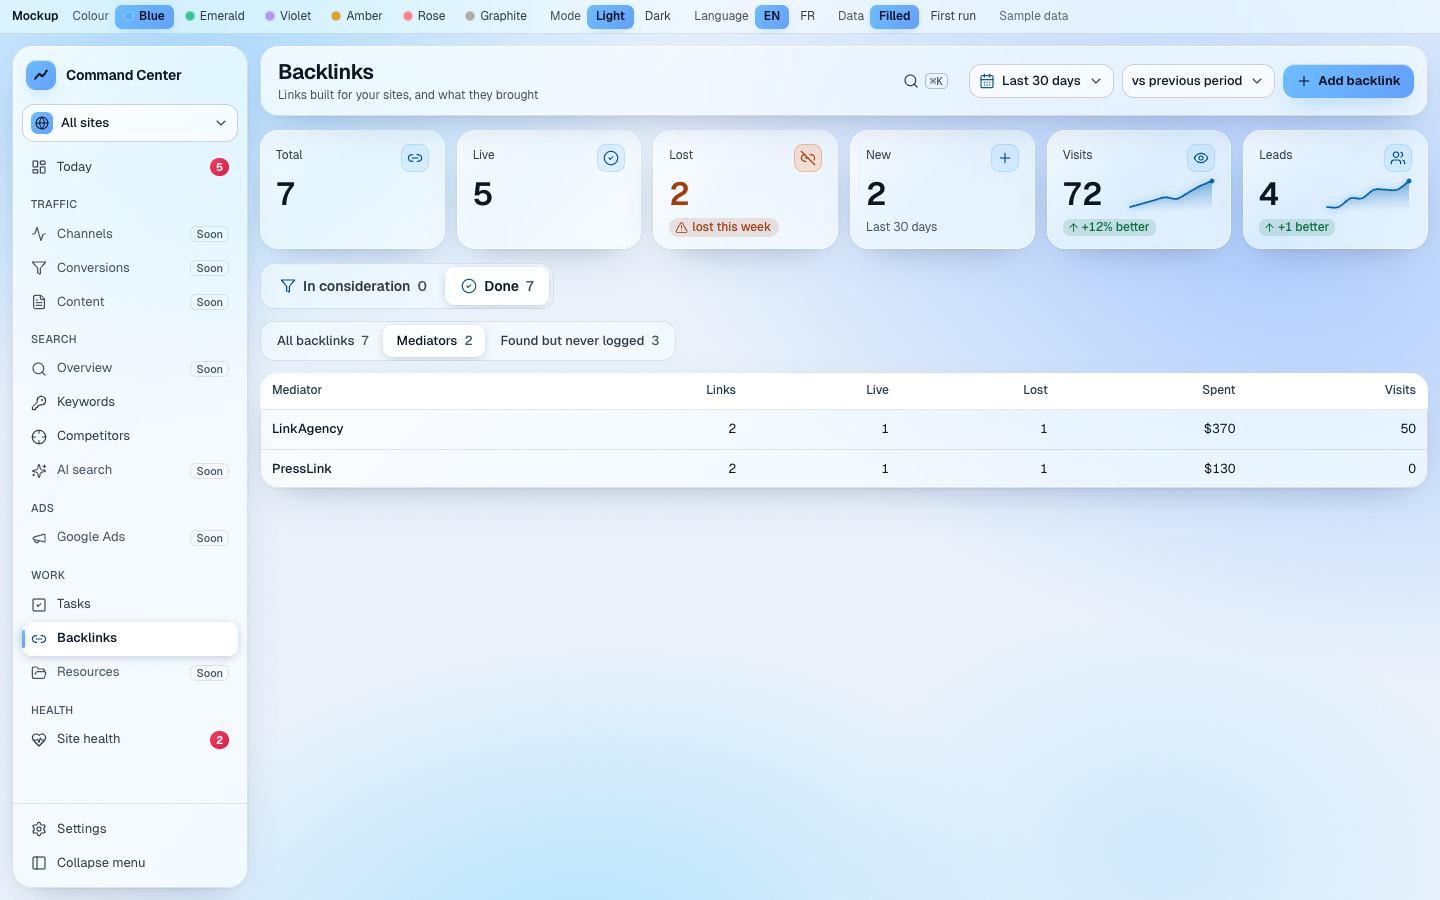 Mockup Colour Blue Emerald Violet Amber Rose Graphite Mode Light Dark Language EN FR Data Filled First run Sample data
Command Center
All sites
Today 5
TRAFFIC
Channels Soon
Conversions Soon
Content Soon
SEARCH
Overview Soon
Keywords
Competitors
AI search Soon
ADS
Google Ads Soon
WORK
Tasks
Backlinks
Resources Soon
HEALTH
Site health 2
Settings
Collapse menu
Backlinks
Links built for your sites, and what they brought
⌘K
Last 30 days
vs previous period
Add backlink
Total
7
Live
5
Lost
2
lost this week
New
2
Last 30 days
Visits
72
+12% better
Leads
4
+1 better
In consideration 0 Done 7
All backlinks 7 Mediators 2 Found but never logged 3
Mediator Links Live Lost Spent Visits
LinkAgency 2 1 1 $370 50
PressLink 2 1 1 $130 0